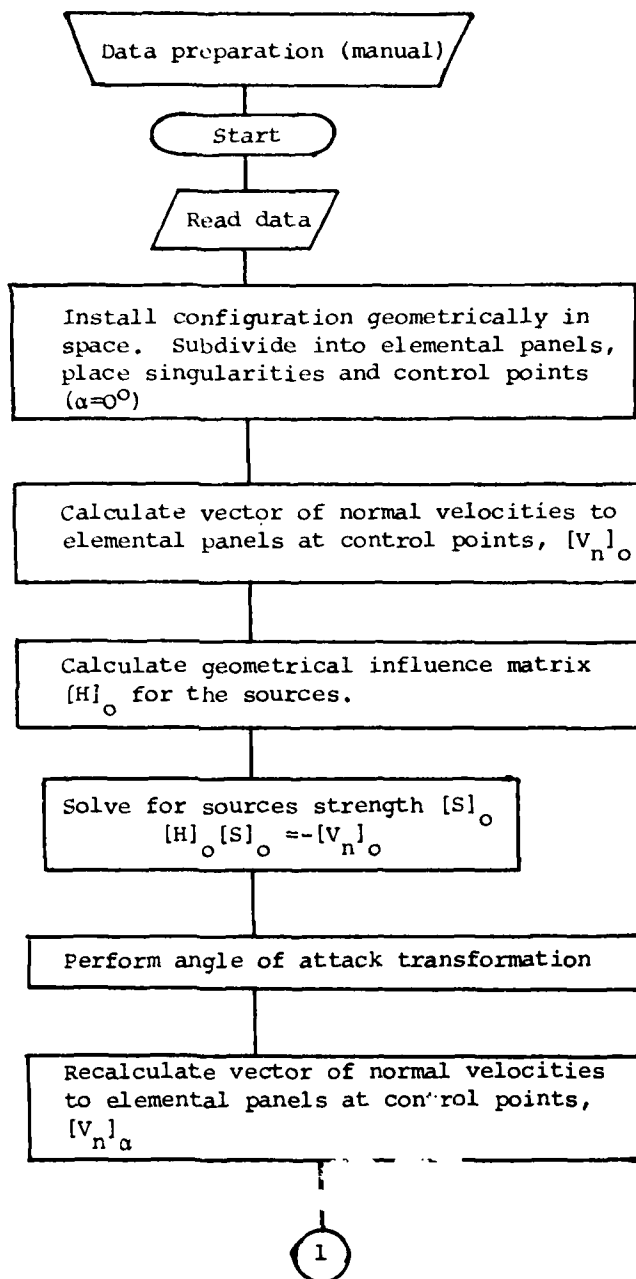 Data preparation (manual)
Start
Read data
Install configuration geometrically in
space. Subdivide into elemental panels,
place singularities and control points
(α=0°)
Calculate vector of normal velocities to
elemental panels at control points, [Vn]o
Calculate geometrical influence matrix
[H]o for the sources.
Solve for sources strength [S]o
[H]o[S]o =-[Vn]o
Perform angle of attack transformation
Recalculate vector of normal velocities
to elemental panels at control points,
[Vn]α
1